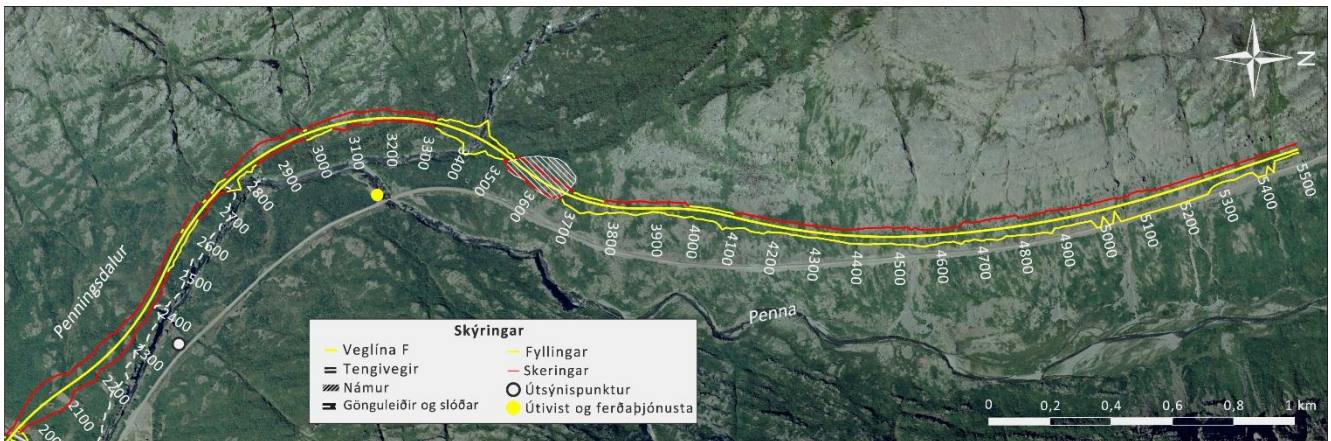 N
Penningsdalur
200
2100
2200
2300
2400
2500
2600
2700
2800
2900
3000
3100
3200
3300
3400
3500
3600
3700
3800
3900
4000
4100
4200
4300
4400
4500
4600
4700
4800
4900
5000
5100
5200
5300
5400
5500
Penna
Skýringar
Veglína F
Tengivegir
Námur
Gönguleiðir og slóðar
Fyllingar
Skeringar
Útsýnispunktur
Útivist og ferðaþjónusta
0 0,2 0,4 0,6 0,8 1 km